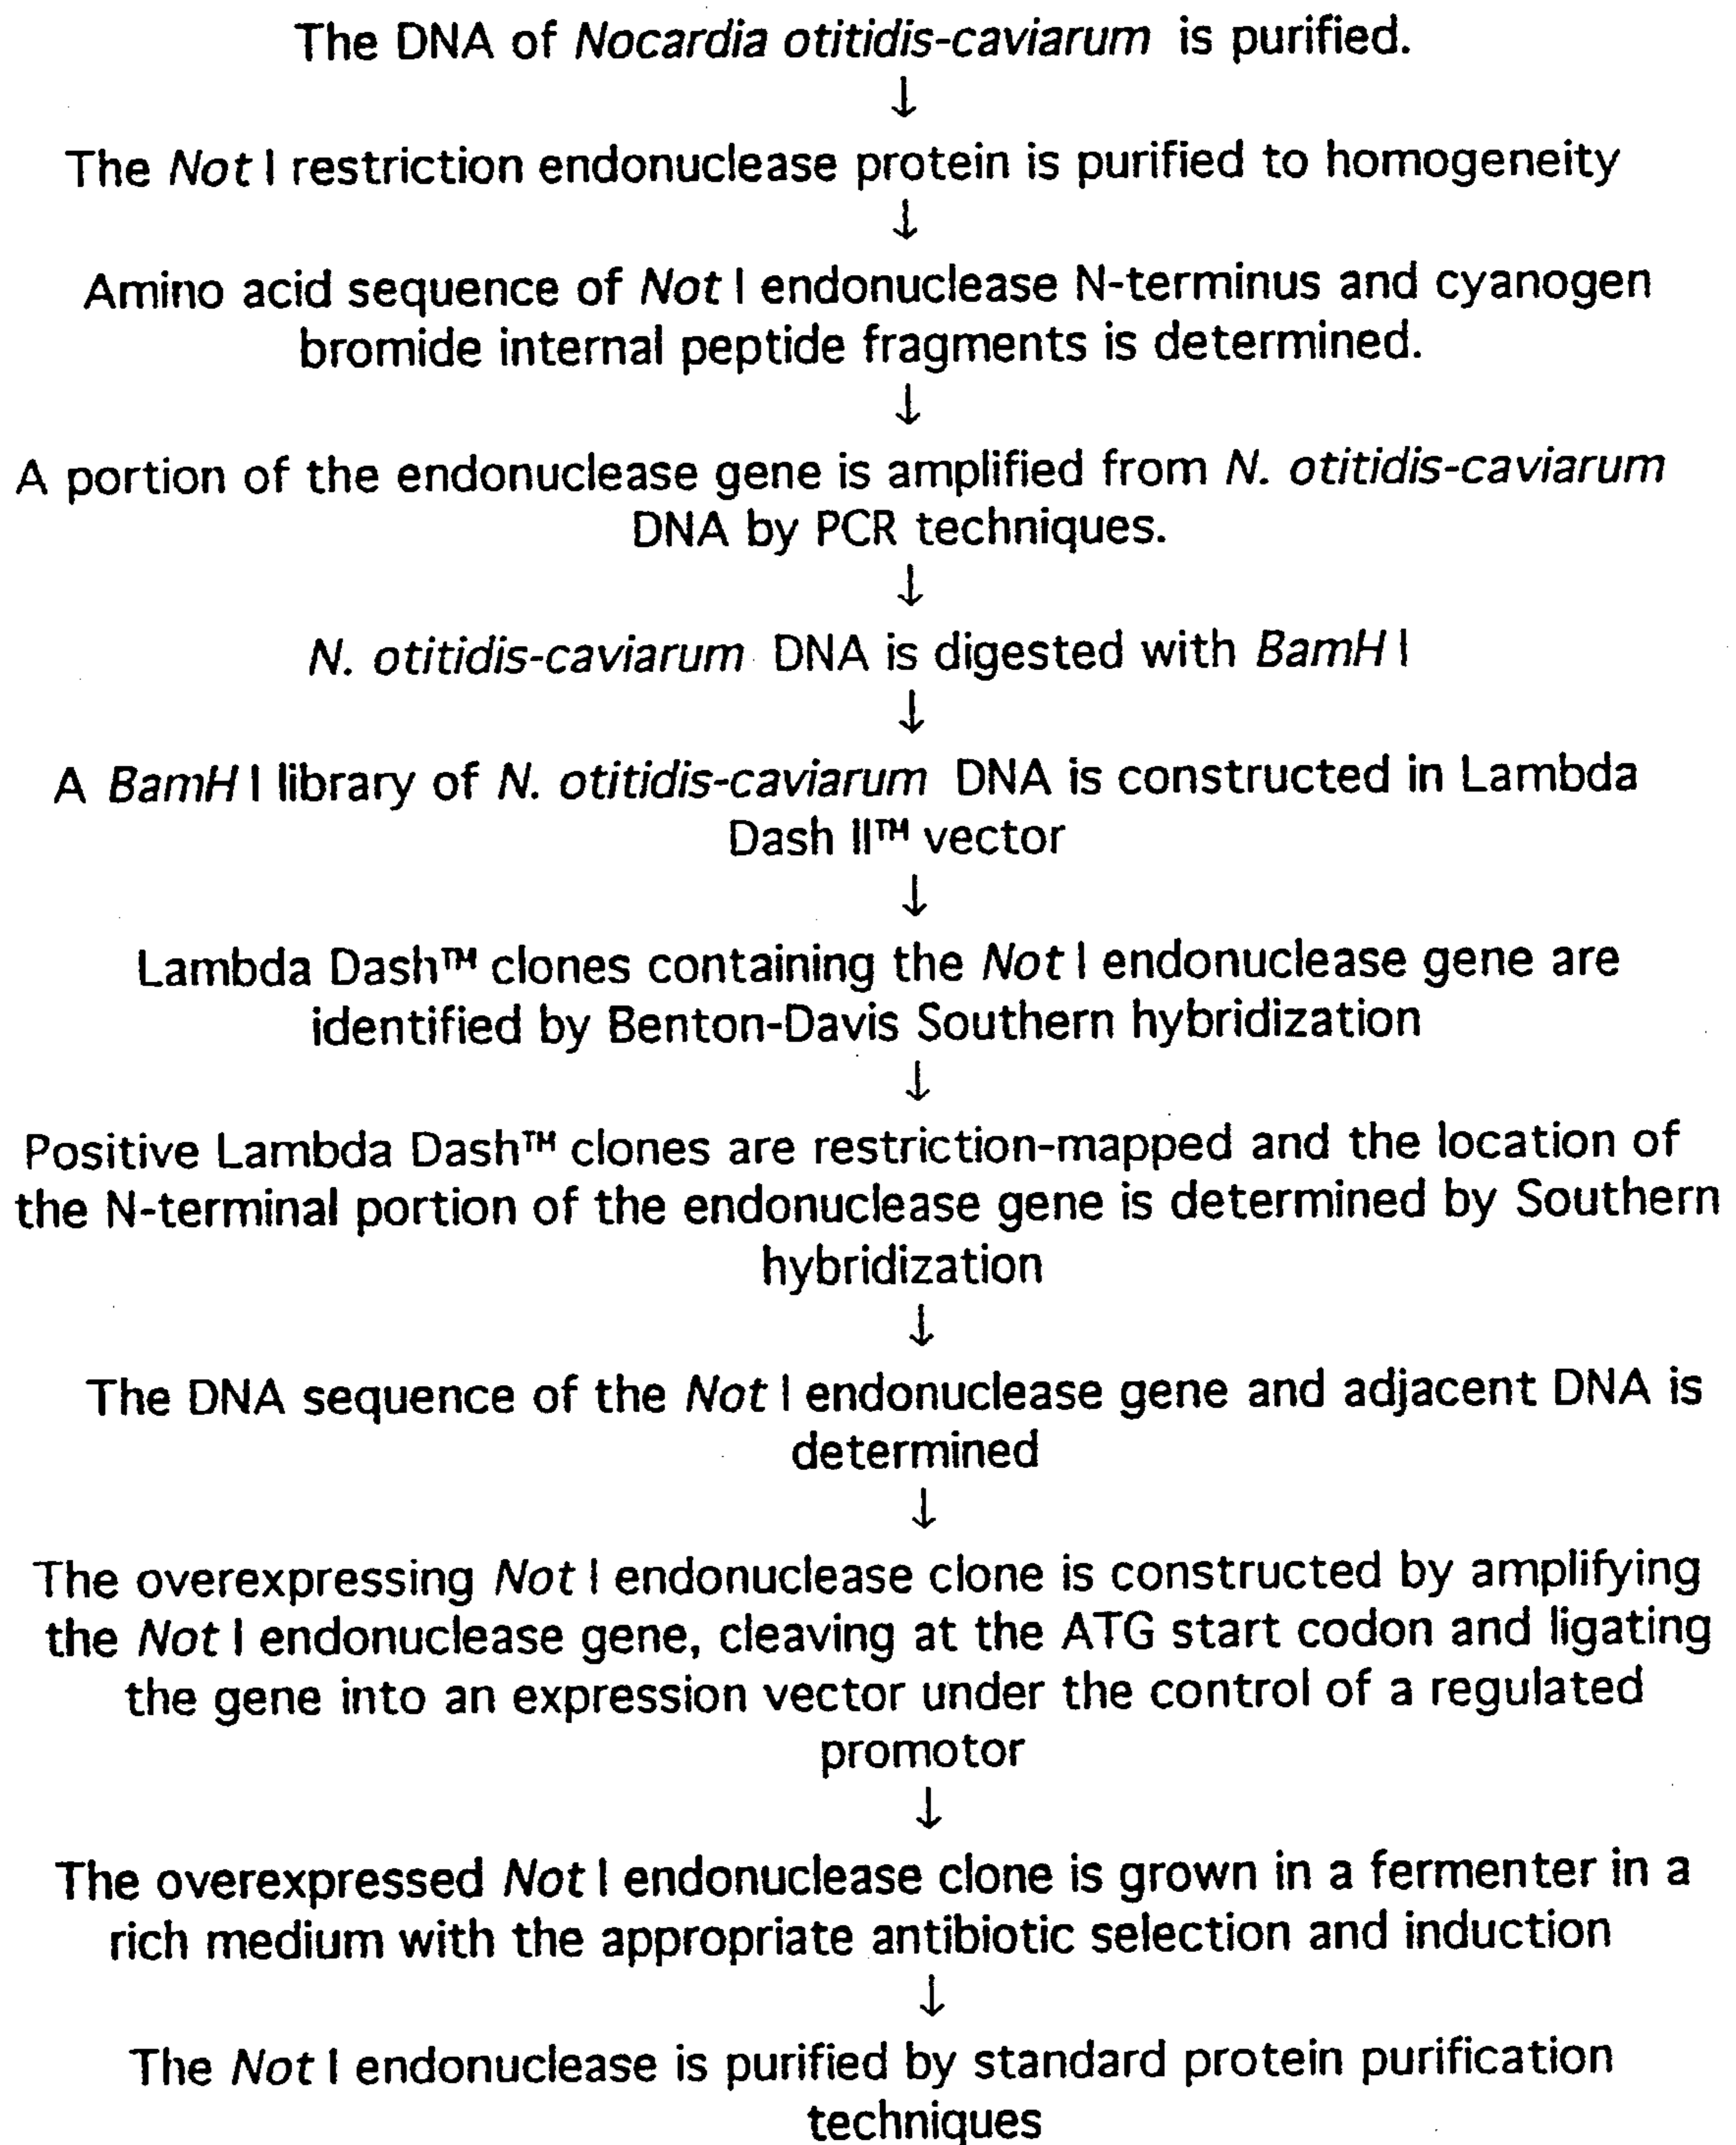 The DNA of Nocardia otitidis-caviarum is purified.
↓
The Not I restriction endonuclease protein is purified to homogeneity
↓
Amino acid sequence of Not I endonuclease N-terminus and cyanogen
bromide internal peptide fragments is determined.
↓
A portion of the endonuclease gene is amplified from N. otitidis-caviarum
DNA by PCR techniques.
↓
N. otitidis-caviarum DNA is digested with BamH I
↓
A BamH I library of N. otitidis-caviarum DNA is constructed in Lambda
Dash II™ vector
↓
Lambda Dash™ clones containing the Not I endonuclease gene are
identified by Benton-Davis Southern hybridization
↓
Positive Lambda Dash™ clones are restriction-mapped and the location of
the N-terminal portion of the endonuclease gene is determined by Southern
hybridization
↓
The DNA sequence of the Not I endonuclease gene and adjacent DNA is
determined
↓
The overexpressing Not I endonuclease clone is constructed by amplifying
the Not I endonuclease gene, cleaving at the ATG start codon and ligating
the gene into an expression vector under the control of a regulated
promotor
↓
The overexpressed Not I endonuclease clone is grown in a fermenter in a
rich medium with the appropriate antibiotic selection and induction
↓
The Not I endonuclease is purified by standard protein purification
techniques